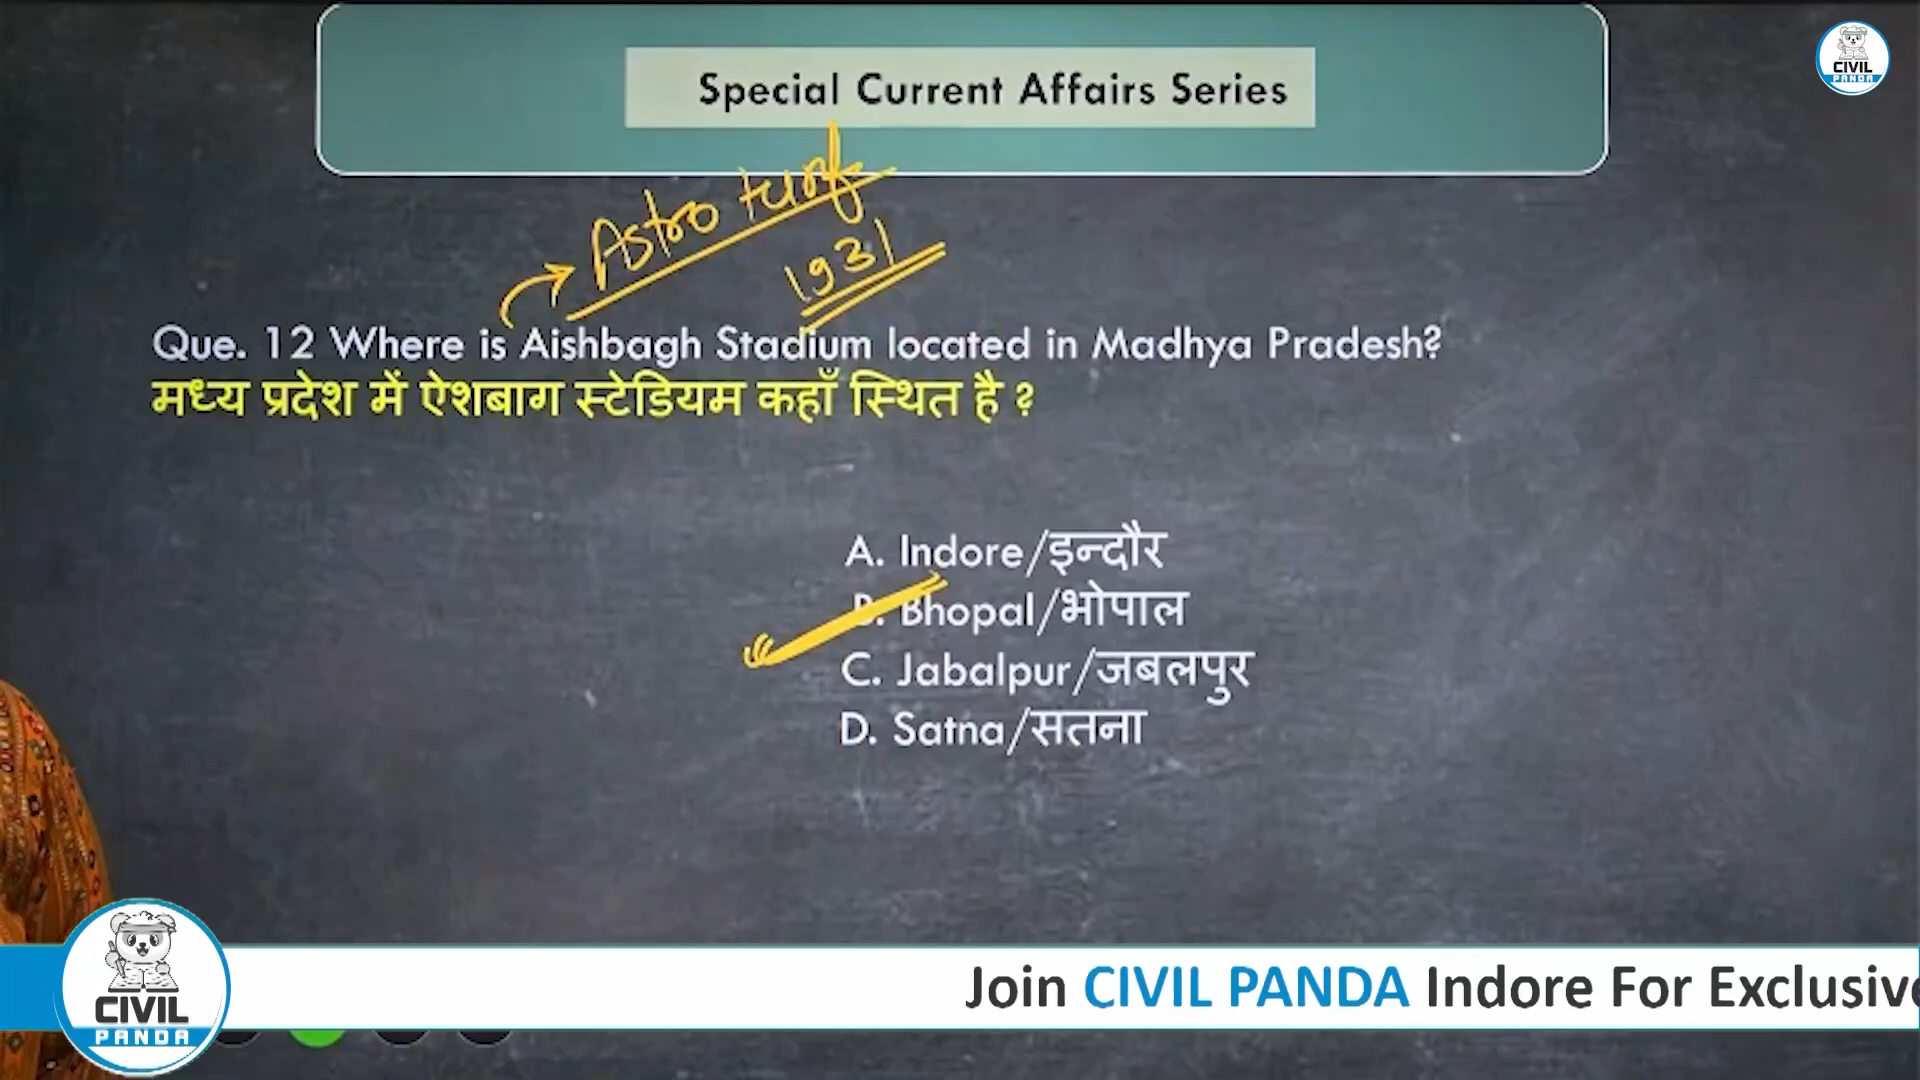 CIVIL
PANDA
Special Current Affairs Series
Astro turf
1931
Que. 12 Where is Aishbagh Stadium located in Madhya Pradesh?
मध्य प्रदेश में ऐशबाग स्टेडियम कहाँ स्थित है ?
A. Indore/इन्दौर
B. Bhopal/भोपाल
C. Jabalpur/जबलपुर
D. Satna/सतना
CIVIL
PANDA
Join CIVIL PANDA Indore For Exclusive